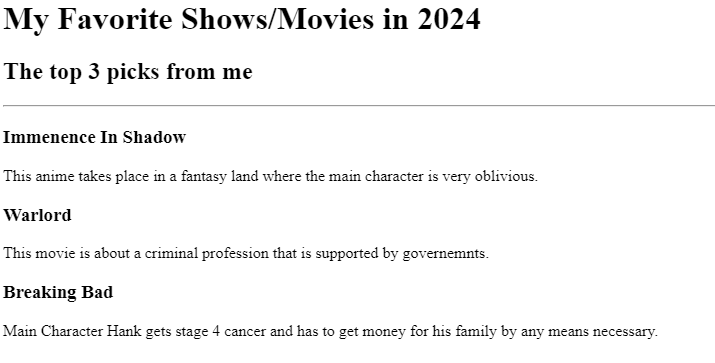 My Favorite Shows/Movies in 2024
The top 3 picks from me
Immenence In Shadow
This anime takes place in a fantasy land where the main character is very oblivious.
Warlord
This movie is about a criminal profession that is supported by governemnts.
Breaking Bad
Main Character Hank gets stage 4 cancer and has to get money for his family by any means necessary.